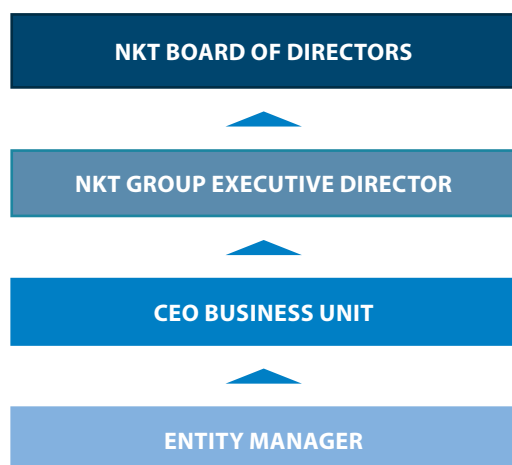 NKT BOARD OF DIRECTORS
NKT GROUP EXECUTIVE DIRECTOR
CEO BUSINESS UNIT
ENTITY MANAGER